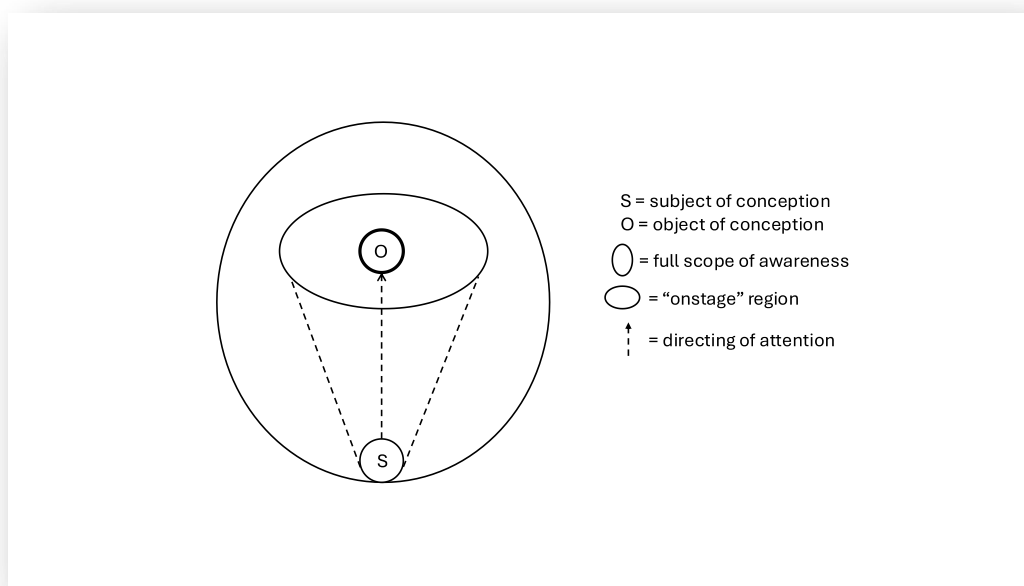 O
S
S = subject of conception
O = object of conception
= full scope of awareness
= “onstage” region
= directing of attention